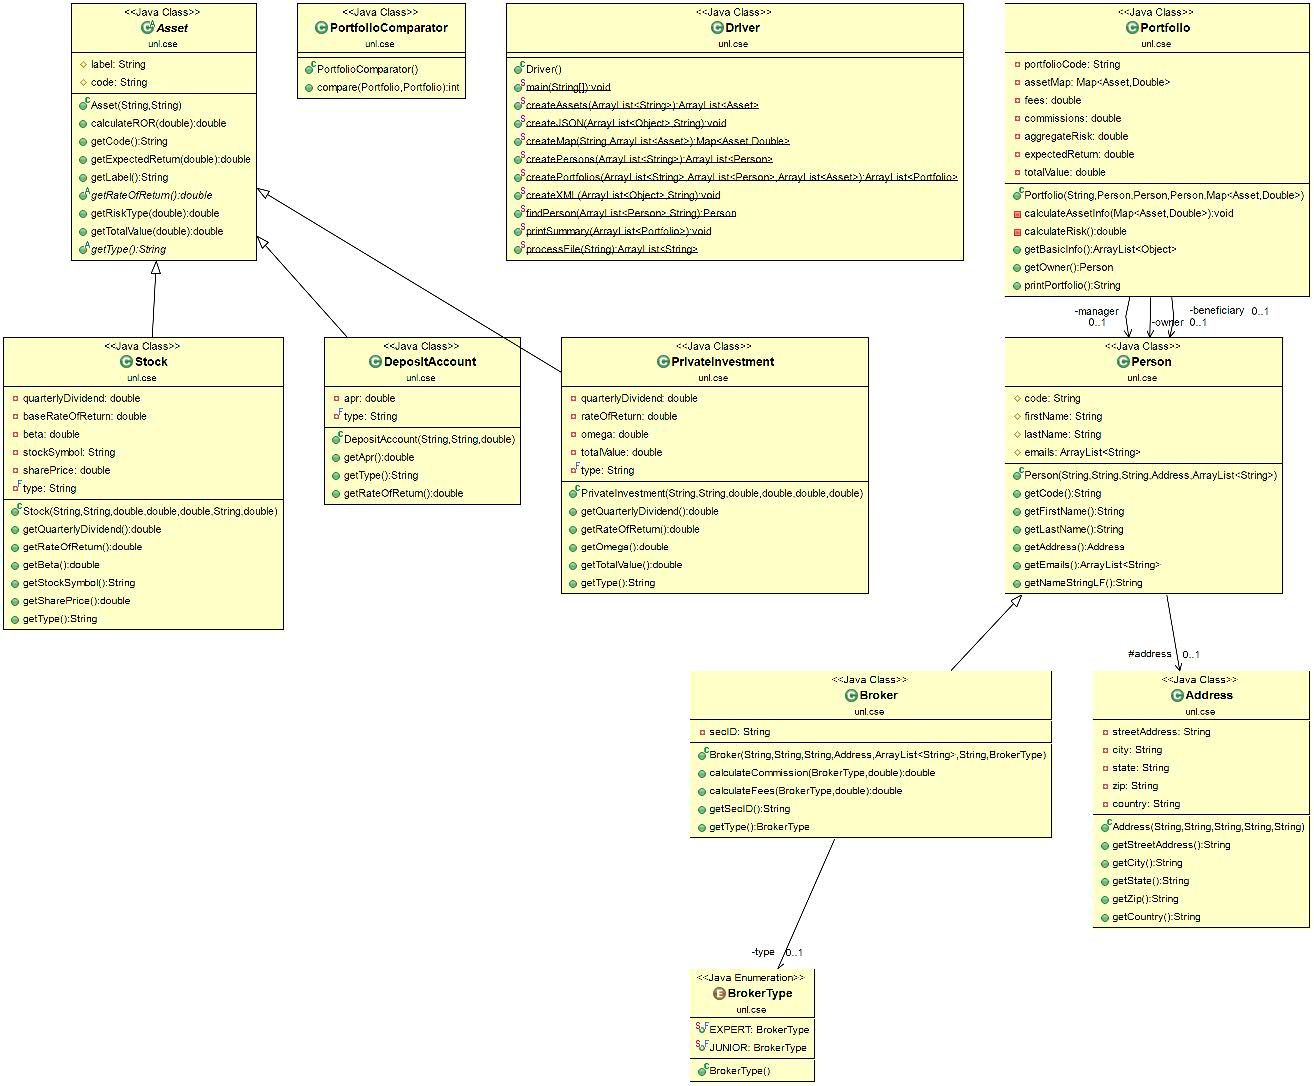 <<Java Class>>
Asset
unl.cse
label: String
code: String
Asset(String,String)
calculateROR(double):double
getCode():String
getExpectedReturn(double):double
getLabel():String
getRateOfReturn():double
getRiskType(double):double
getTotalValue(double):double
getType():String
<<Java Class>>
PortfolioComparator
unl.cse
PortfolioComparator()
compare(Portfolio,Portfolio):int
<<Java Class>>
Driver
unl.cse
Driver()
main(String[]):void
createAssets(ArrayList<String>):ArrayList<Asset>
createJSON(ArrayList<Object>,String):void
createMap(String,ArrayList<Asset>):Map<Asset,Double>
createPersons(ArrayList<String>):ArrayList<Person>
createPortfolios(ArrayList<String>,ArrayList<Person>,ArrayList<Asset>):ArrayList<Portfolio>
createXML(ArrayList<Object>,String):void
findPerson(ArrayList<Person>,String):Person
printSummary(ArrayList<Portfolio>):void
processFile(String):ArrayList<String>
<<Java Class>>
Portfolio
unl.cse
portfolioCode: String
assetMap: Map<Asset,Double>
fees: double
commissions: double
aggregateRisk: double
expectedReturn: double
totalValue: double
Portfolio(String,Person,Person,Person,Map<Asset,Double>)
calculateAssetInfo(Map<Asset,Double>):void
calculateRisk():double
getBasicInfo():ArrayList<Object>
getOwner():Person
printPortfolio():String
-manager
0..1
-owner 0..1
-beneficiary 0..1
<<Java Class>>
Stock
unl.cse
quarterlyDividend: double
baseRateOfReturn: double
beta: double
stockSymbol: String
sharePrice: double
type: String
Stock(String,String,double,double,double,String,double)
getQuarterlyDividend():double
getRateOfReturn():double
getBeta():double
getStockSymbol():String
getSharePrice():double
getType():String
<<Java Class>>
DepositAccount
unl.cse
apr: double
type: String
DepositAccount(String,String,double)
getApr():double
getType():String
getRateOfReturn():double
<<Java Class>>
PrivateInvestment
unl.cse
quarterlyDividend: double
rateOfReturn: double
omega: double
totalValue: double
type: String
PrivateInvestment(String,String,double,double,double,double)
getQuarterlyDividend():double
getRateOfReturn():double
getOmega():double
getTotalValue():double
getType():String
<<Java Class>>
Person
unl.cse
code: String
firstName: String
lastName: String
emails: ArrayList<String>
Person(String,String,String,Address,ArrayList<String>)
getCode():String
getFirstName():String
getLastName():String
getAddress():Address
getEmails():ArrayList<String>
getNameStringLF():String
#address 0..1
<<Java Class>>
Broker
unl.cse
secID: String
Broker(String,String,String,Address,ArrayList<String>,String,BrokerType)
calculateCommission(BrokerType,double):double
calculateFees(BrokerType,double):double
getSecID():String
getType():BrokerType
<<Java Class>>
Address
unl.cse
streetAddress: String
city: String
state: String
zip: String
country: String
Address(String,String,String,String,String)
getStreetAddress():String
getCity():String
getState():String
getZip():String
getCountry():String
-type 0..1
<<Java Enumeration>>
BrokerType
unl.cse
EXPERT: BrokerType
JUNIOR: BrokerType
BrokerType()